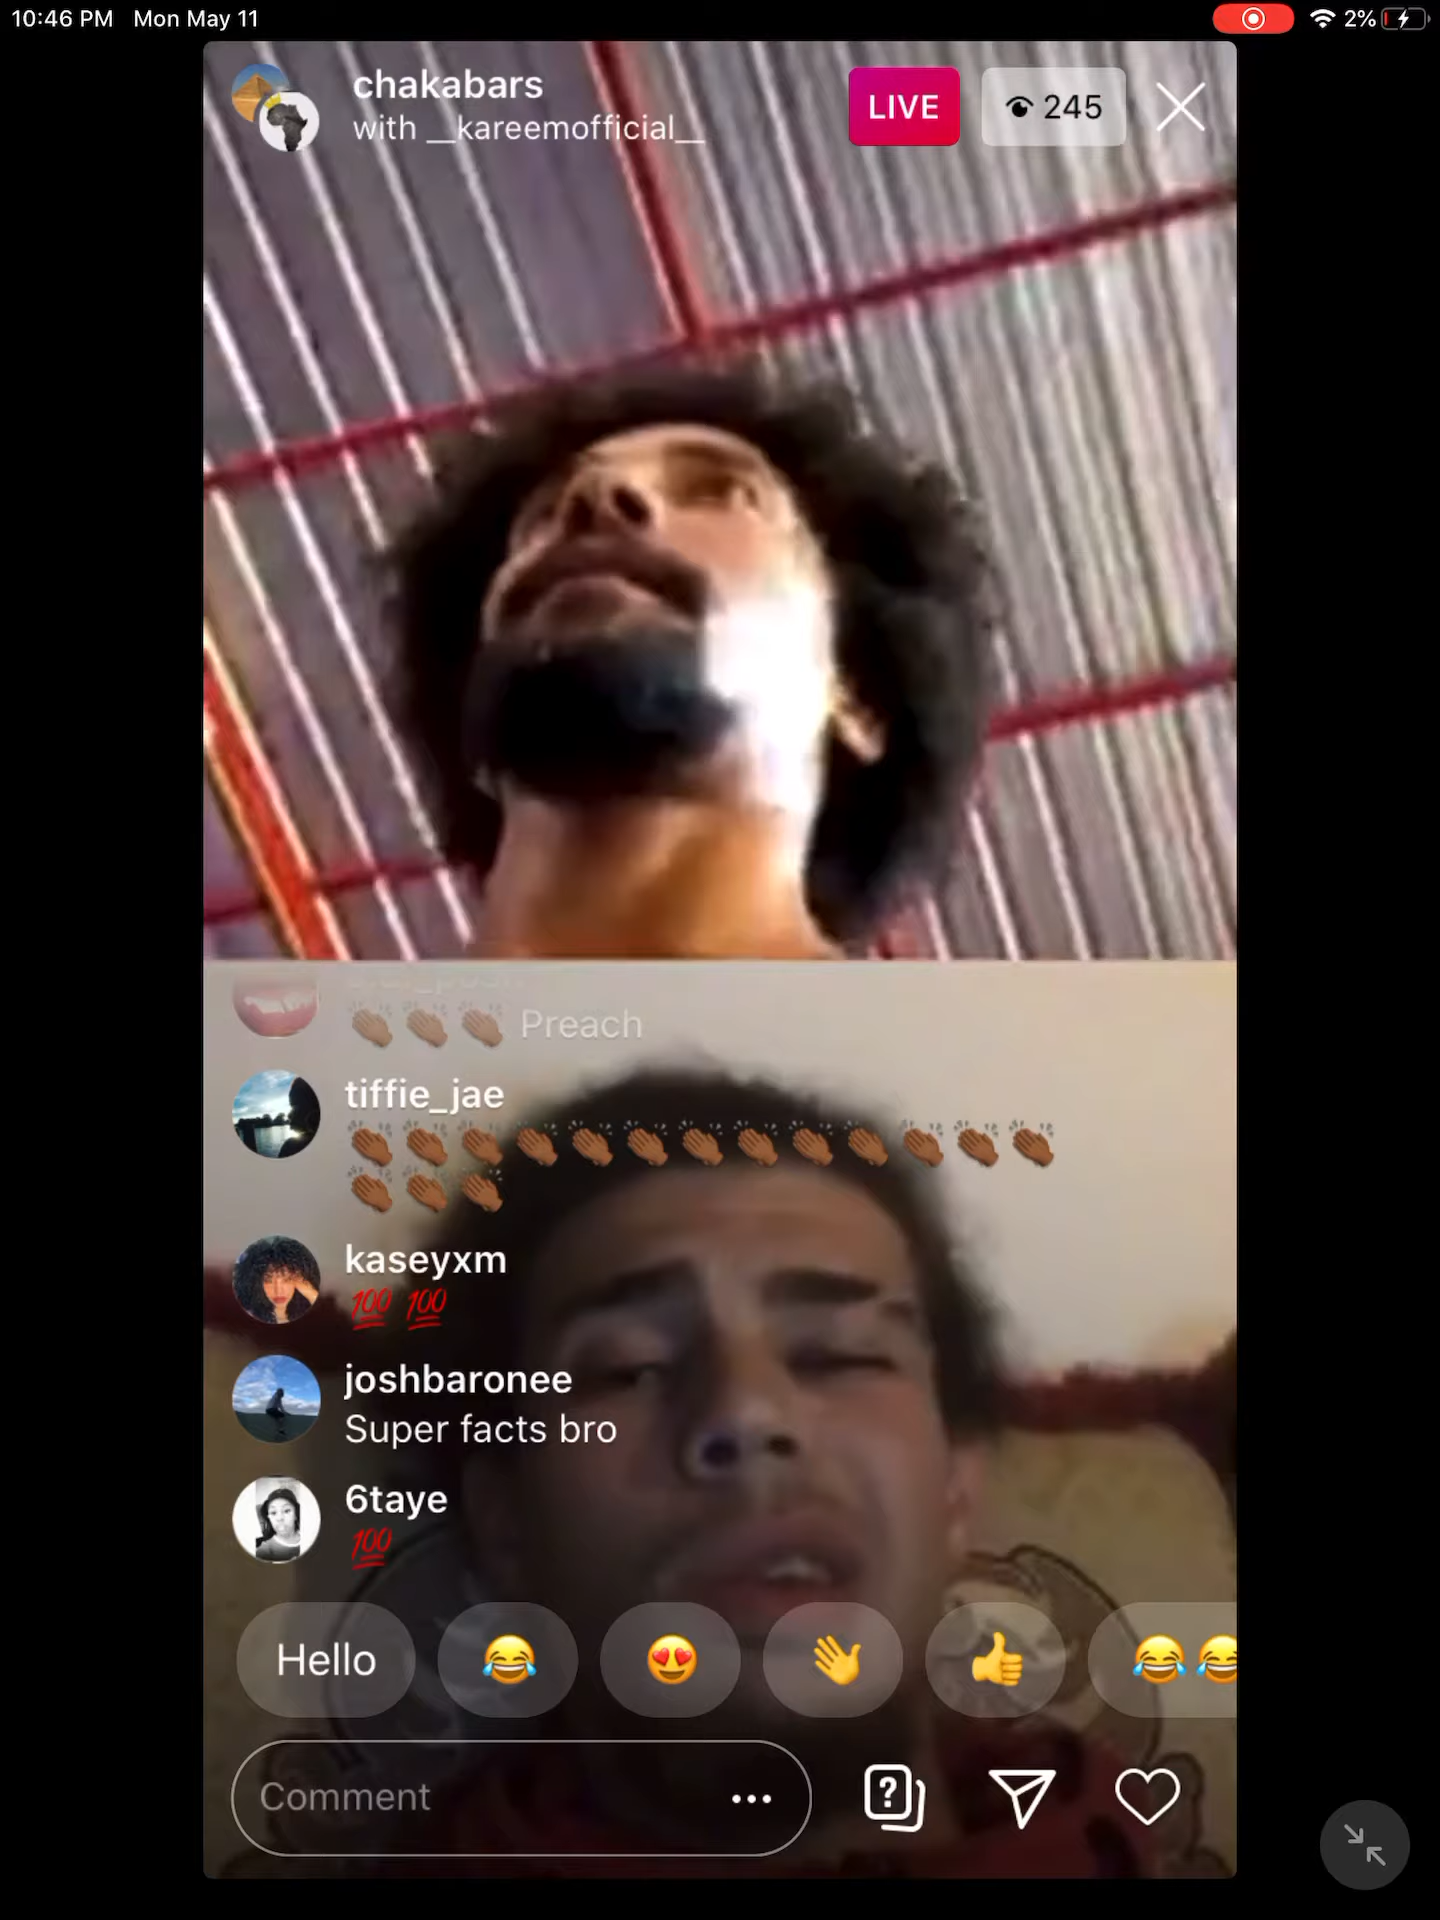 10:46 PM Mon May 11
2%
chakabars
with __kareemofficial__
LIVE
245
👏🏾 👏🏾 👏🏾 Preach
tiffie_jae
👏🏾 👏🏾 👏🏾 👏🏾 👏🏾 👏🏾 👏🏾 👏🏾 👏🏾 👏🏾 👏🏾 👏🏾 👏🏾
👏🏾 👏🏾 👏🏾
kaseyxm
💯 💯
joshbaronee
Super facts bro
6taye
💯
Hello 😂 😍 👋 👍 😂 😂
Comment